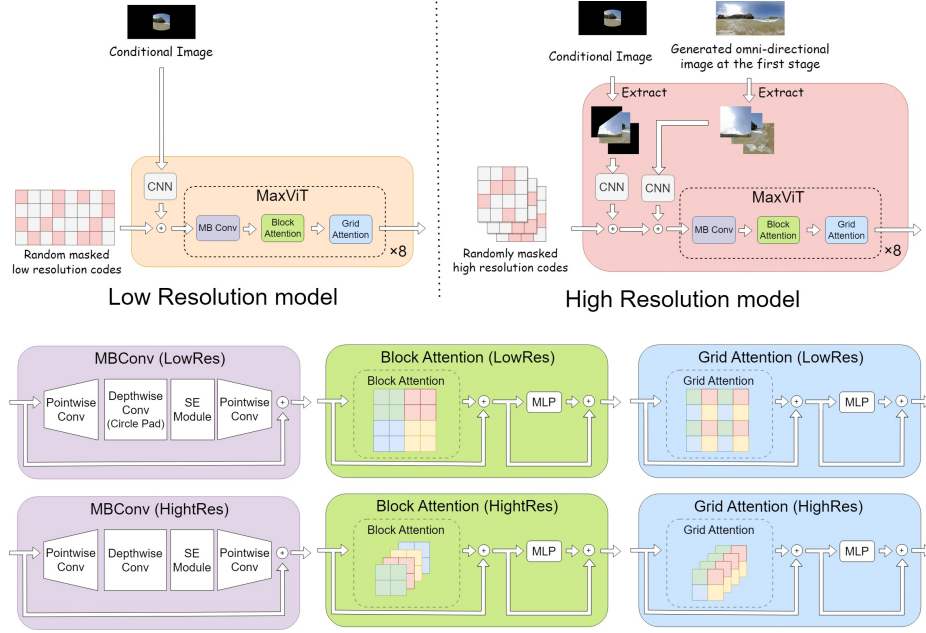 Conditional Image
CNN
MaxViT
MB Conv
Block
Attention
Grid
Attention
×8
Random masked
low resolution codes
Low Resolution model
Conditional Image
Generated omni-directional
image at the first stage
Extract
Extract
CNN
CNN
MaxViT
MB Conv
Block
Attention
Grid
Attention
×8
Randomly masked
high resolution codes
High Resolution model
MBConv (LowRes)
Pointwise
Conv
Depthwise
Conv
(Circle Pad)
SE
Module
Pointwise
Conv
Block Attention (LowRes)
Block Attention
MLP
Grid Attention (LowRes)
Grid Attention
MLP
MBConv (HightRes)
Pointwise
Conv
Depthwise
Conv
SE
Module
Pointwise
Conv
Block Attention (HightRes)
Block Attention
MLP
Grid Attention (HighRes)
Grid Attention
MLP